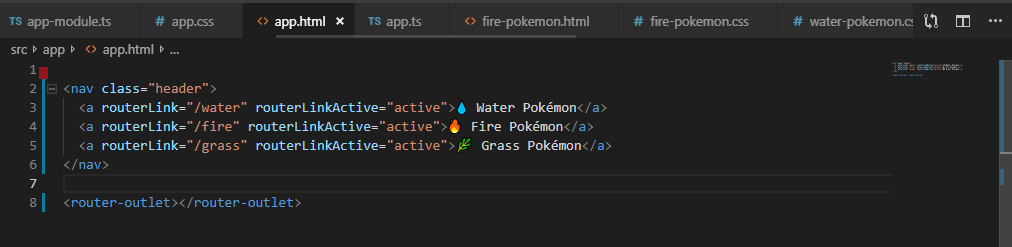 TS app-module.ts # app.css <> app.html × TS app.ts <> fire-pokemon.html # fire-pokemon.css # water-pokemon.cs
src > app > <> app.html > ...
1
2 <nav class="header">
3 <a routerLink="/water" routerLinkActive="active">💧 Water Pokémon</a>
4 <a routerLink="/fire" routerLinkActive="active">🔥 Fire Pokémon</a>
5 <a routerLink="/grass" routerLinkActive="active">🌿 Grass Pokémon</a>
6 </nav>
7
8 <router-outlet></router-outlet>